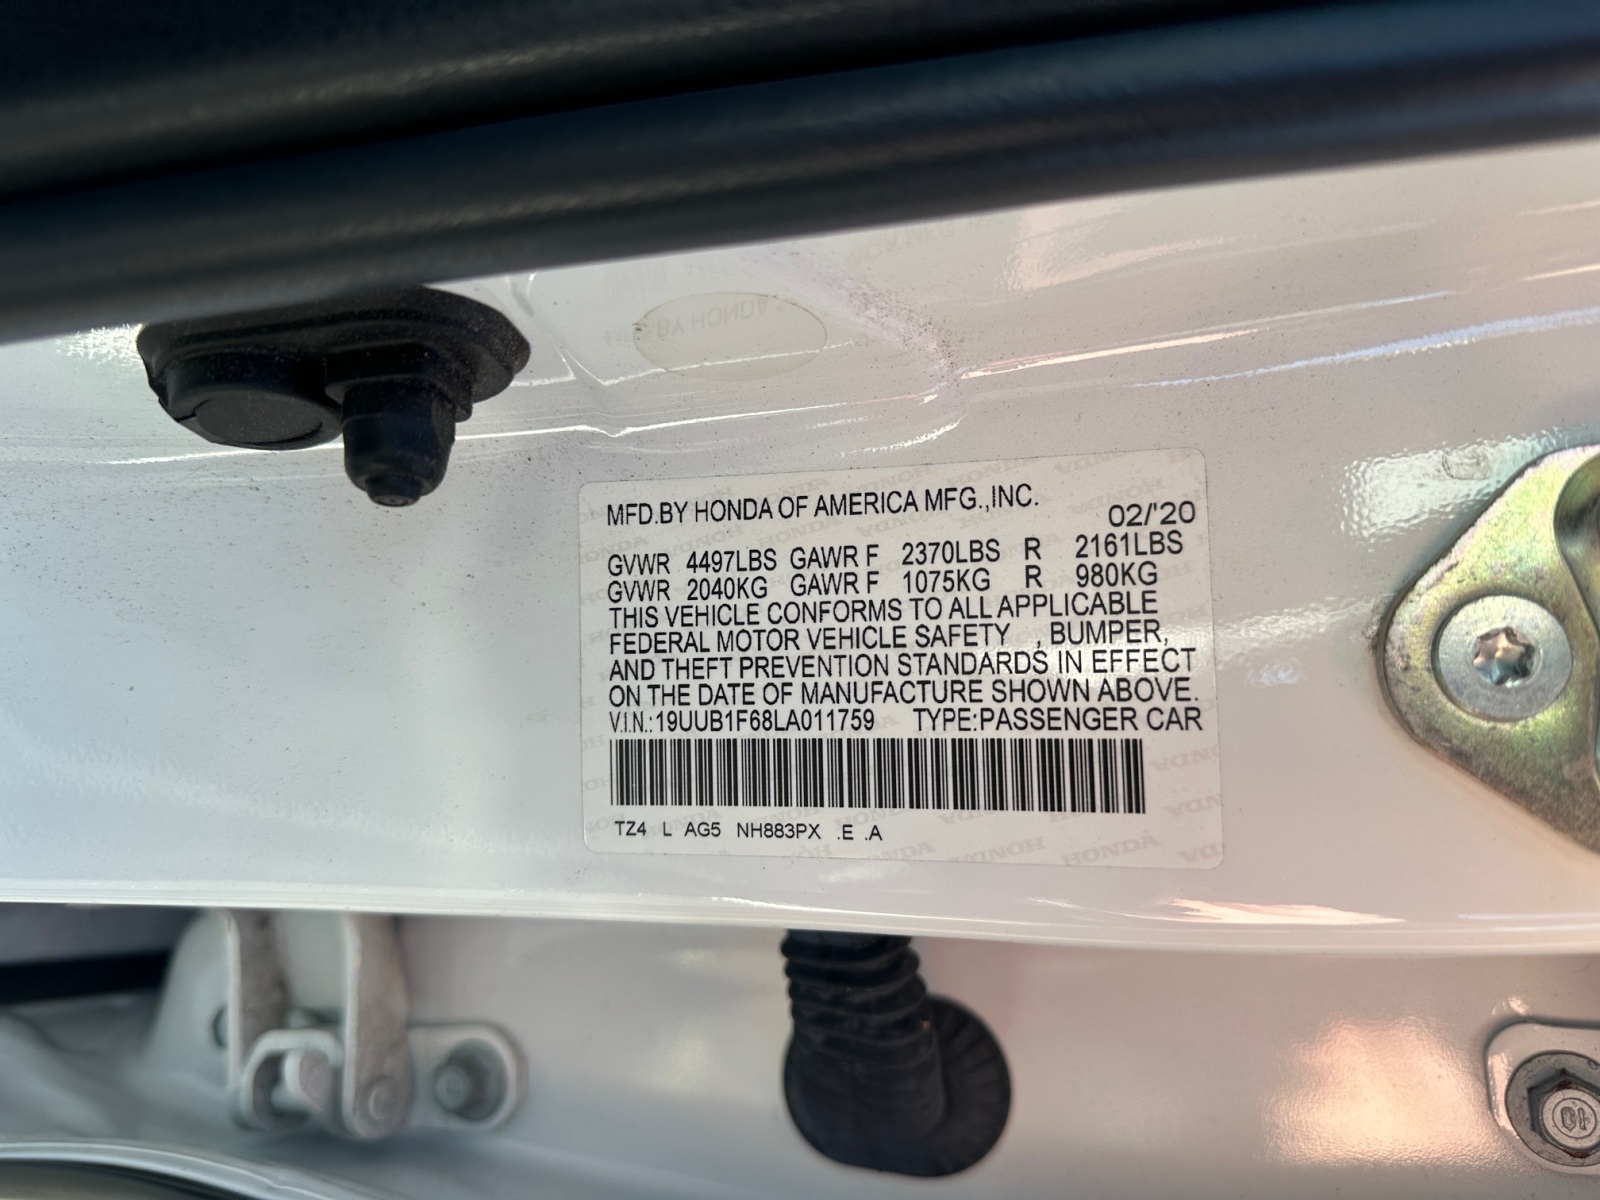 MFD.BY HONDA OF AMERICA MFG.,INC.
02/'20
GVWR 4497LBS GAWR F 2370LBS R 2161LBS
GVWR 2040KG GAWR F 1075KG R 980KG
THIS VEHICLE CONFORMS TO ALL APPLICABLE
FEDERAL MOTOR VEHICLE SAFETY , BUMPER,
AND THEFT PREVENTION STANDARDS IN EFFECT
ON THE DATE OF MANUFACTURE SHOWN ABOVE.
V.I.N.:19UUB1F68LA011759 TYPE:PASSENGER CAR
TZ4 L AG5 NH883PX .E .A